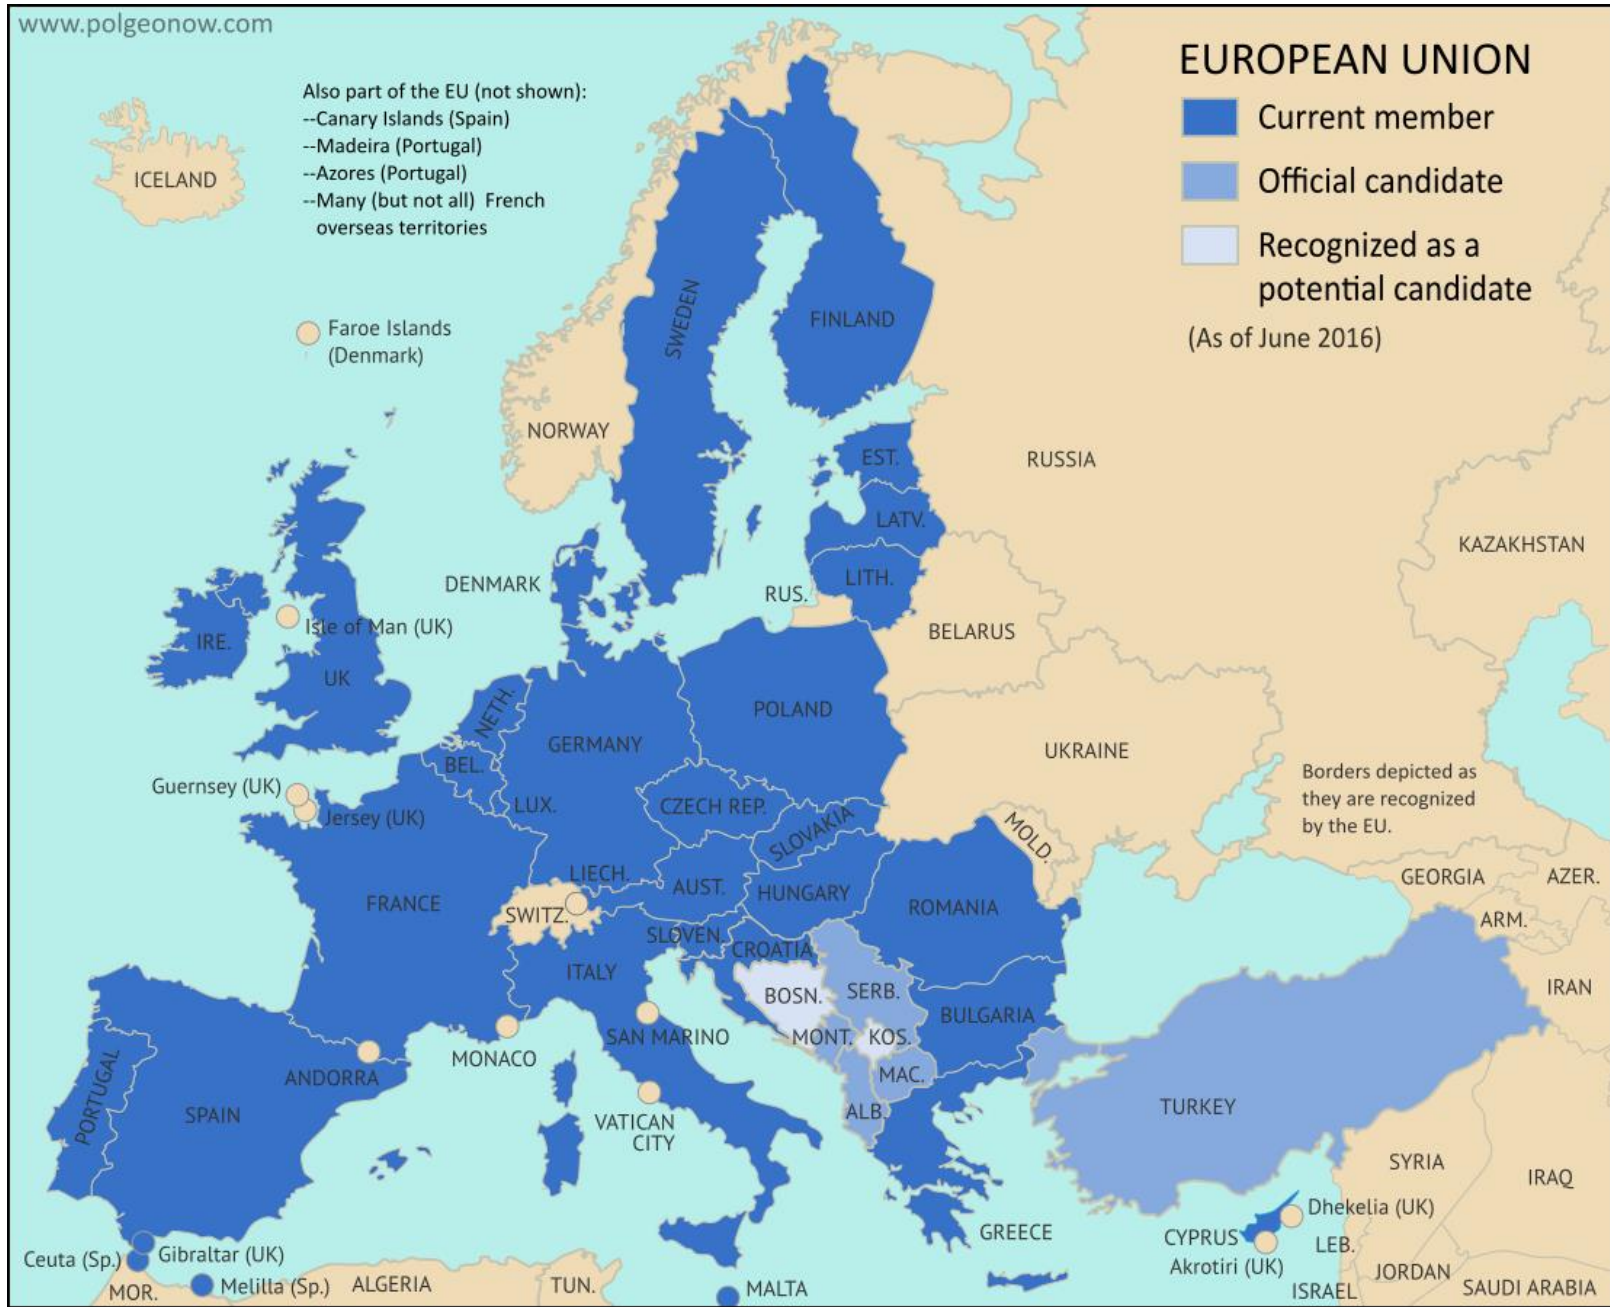 www.polgeonow.com
EUROPEAN UNION
Current member
Official candidate
Recognized as a
potential candidate
(As of June 2016)
Also part of the EU (not shown):
--Canary Islands (Spain)
--Madeira (Portugal)
--Azores (Portugal)
--Many (but not all) French
overseas territories
ICELAND
Faroe Islands
(Denmark)
SWEDEN
FINLAND
NORWAY
RUSSIA
EST.
LATV.
LITH.
KAZAKHSTAN
DENMARK
RUS.
Isle of Man (UK)
IRE.
UK
BELARUS
NETH.
POLAND
GERMANY
UKRAINE
BEL.
Guernsey (UK)
Jersey (UK)
LUX.
CZECH REP.
SLOVAKIA
MOLD.
Borders depicted as
they are recognized
by the EU.
LIECH.
AUST.
HUNGARY
FRANCE
SWITZ.
ROMANIA
GEORGIA
AZER.
ARM.
SLOVEN.
CROATIA
ITALY
BOSN.
SERB.
IRAN
BULGARIA
SAN MARINO
MONT.
KOS.
MONACO
ANDORRA
MAC.
PORTUGAL
SPAIN
ALB.
TURKEY
VATICAN
CITY
SYRIA
IRAQ
Dhekelia (UK)
GREECE
CYPRUS
LEB.
Akrotiri (UK)
Ceuta (Sp.)
Gibraltar (UK)
Melilla (Sp.)
MOR.
ALGERIA
TUN.
MALTA
ISRAEL
JORDAN
SAUDI ARABIA